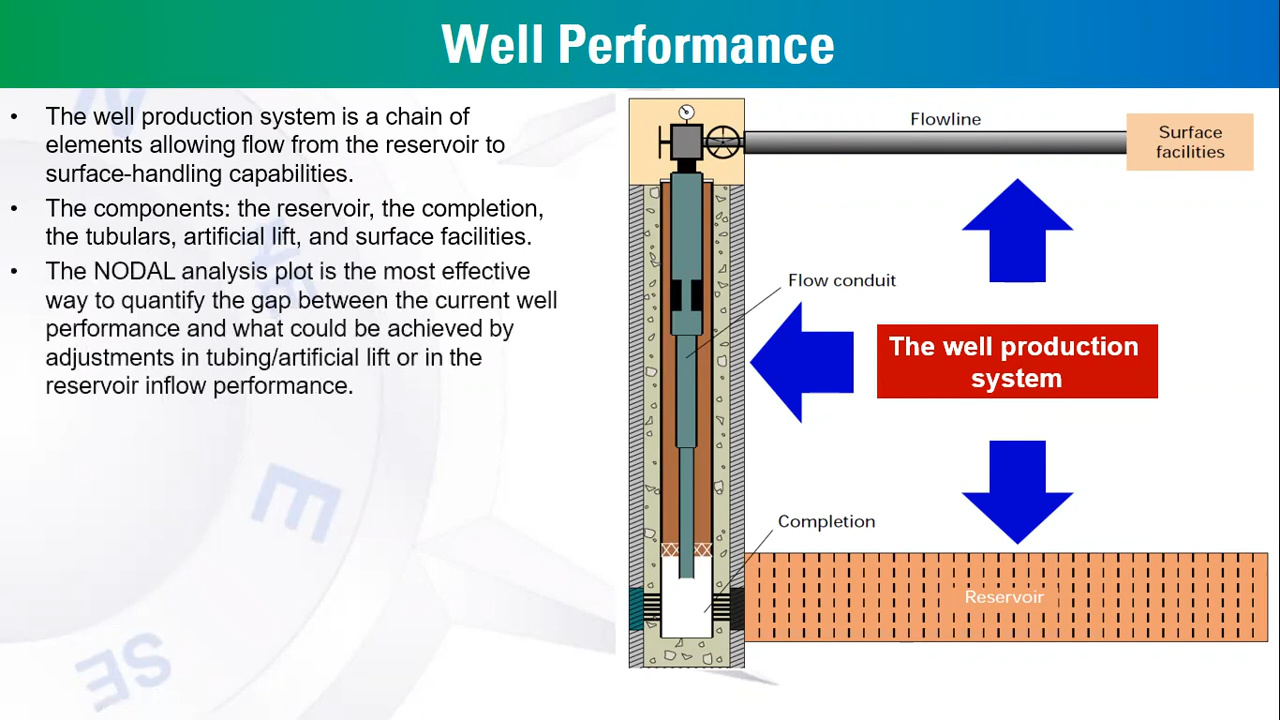 Well Performance
• The well production system is a chain of
elements allowing flow from the reservoir to
surface-handling capabilities.
• The components: the reservoir, the completion,
the tubulars, artificial lift, and surface facilities.
• The NODAL analysis plot is the most effective
way to quantify the gap between the current well
performance and what could be achieved by
adjustments in tubing/artificial lift or in the
reservoir inflow performance.
Flowline
Surface
facilities
Flow conduit
The well production
system
Completion
Reservoir
N
E
SE